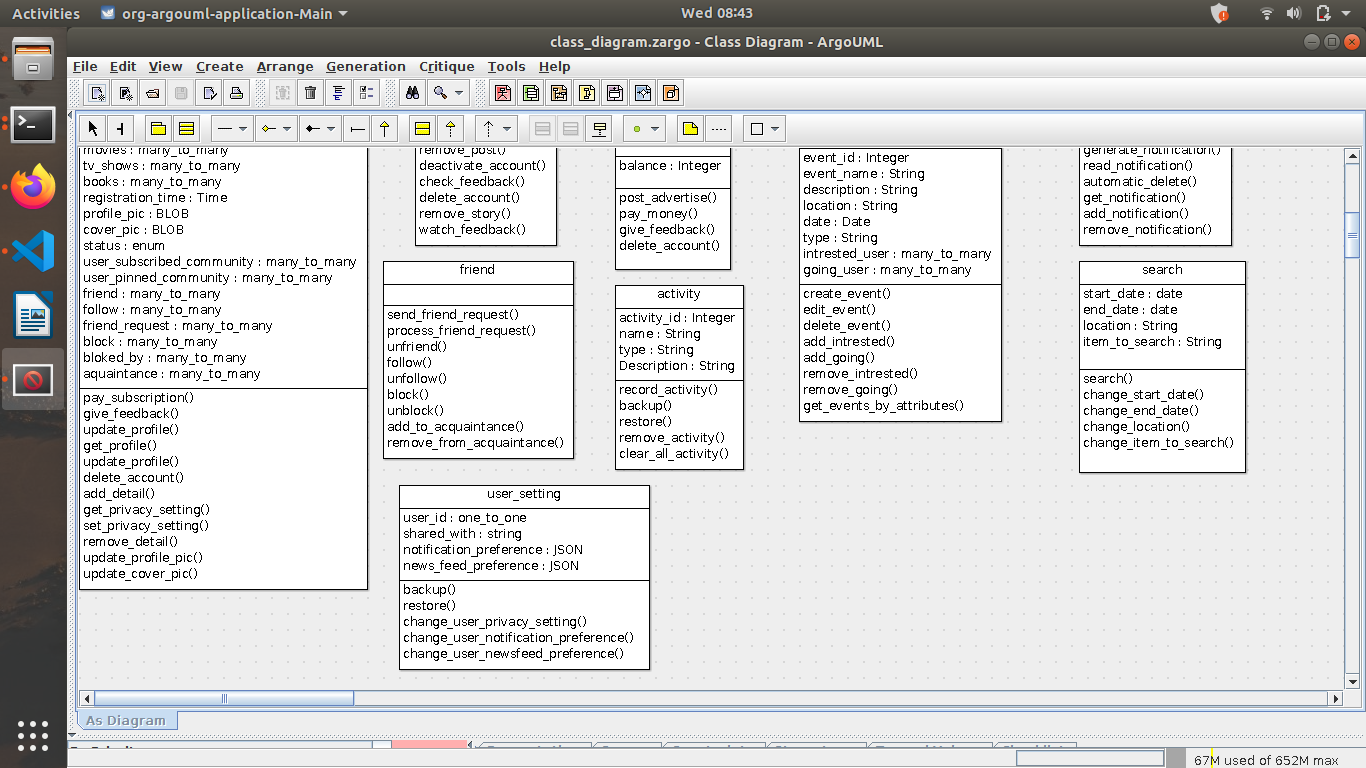 Activities
org-argouml-application-Main
Wed 08:43
class_diagram.zargo - Class Diagram - ArgoUML
File Edit View Create Arrange Generation Critique Tools Help
movies : many_to_many
tv_shows : many_to_many
books : many_to_many
registration_time : Time
profile_pic : BLOB
cover_pic : BLOB
status : enum
user_subscribed_community : many_to_many
user_pinned_community : many_to_many
friend : many_to_many
follow : many_to_many
friend_request : many_to_many
block : many_to_many
bloked_by : many_to_many
aquaintance : many_to_many
pay_subscription()
give_feedback()
update_profile()
get_profile()
update_profile()
delete_account()
add_detail()
get_privacy_setting()
set_privacy_setting()
remove_detail()
update_profile_pic()
update_cover_pic()
remove_post()
deactivate_account()
check_feedback()
delete_account()
remove_story()
watch_feedback()
friend
send_friend_request()
process_friend_request()
unfriend()
follow()
unfollow()
block()
unblock()
add_to_acquaintance()
remove_from_acquaintance()
user_setting
user_id : one_to_one
shared_with : string
notification_preference : JSON
news_feed_preference : JSON
backup()
restore()
change_user_privacy_setting()
change_user_notification_preference()
change_user_newsfeed_preference()
balance : Integer
post_advertise()
pay_money()
give_feedback()
delete_account()
activity
activity_id : Integer
name : String
type : String
Description : String
record_activity()
backup()
restore()
remove_activity()
clear_all_activity()
event_id : Integer
event_name : String
description : String
location : String
date : Date
type : String
intrested_user : many_to_many
going_user : many_to_many
create_event()
edit_event()
delete_event()
add_intrested()
add_going()
remove_intrested()
remove_going()
get_events_by_attributes()
generate_notification()
read_notification()
automatic_delete()
get_notification()
add_notification()
remove_notification()
search
start_date : date
end_date : date
location : String
item_to_search : String
search()
change_start_date()
change_end_date()
change_location()
change_item_to_search()
As Diagram
67M used of 652M max